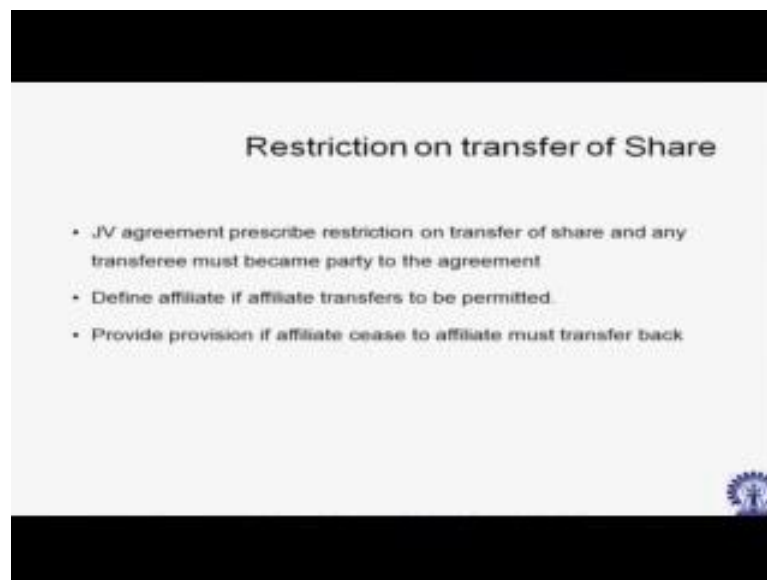 Restriction on transfer of Share
• JV agreement prescribe restriction on transfer of share and any
transferee must became party to the agreement
• Define affiliate if affiliate transfers to be permitted.
• Provide provision if affiliate cease to affiliate must transfer back